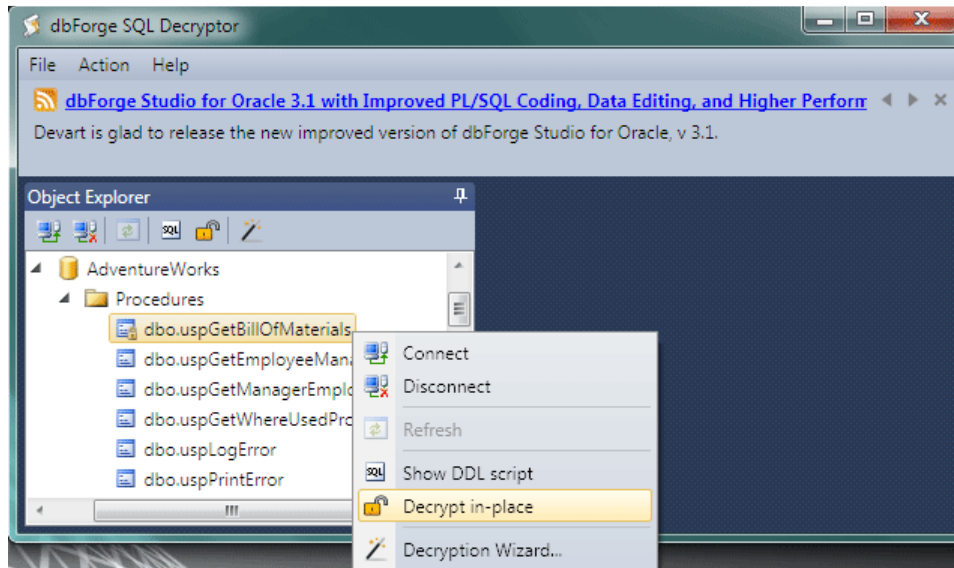 dbForge SQL Decryptor
File Action Help
dbForge Studio for Oracle 3.1 with Improved PL/SQL Coding, Data Editing, and Higher Perform
Devart is glad to release the new improved version of dbForge Studio for Oracle, v 3.1.
Object Explorer
SQL
AdventureWorks
Procedures
dbo.uspGetBillOfMaterials
dbo.uspGetEmployeeMana
dbo.uspGetManagerEmplo
dbo.uspGetWhereUsedPro
dbo.uspLogError
dbo.uspPrintError
Connect
Disconnect
Refresh
SQL Show DDL script
Decrypt in-place
Decryption Wizard...